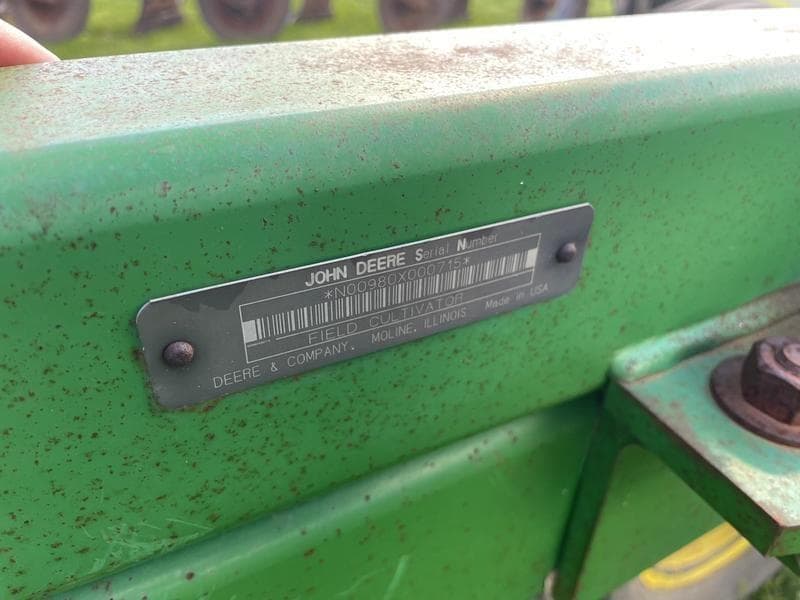 JOHN DEERE Serial Number
*N00980X000715*
FIELD CULTIVATOR
DEERE & COMPANY. MOLINE, ILLINOIS Made in USA